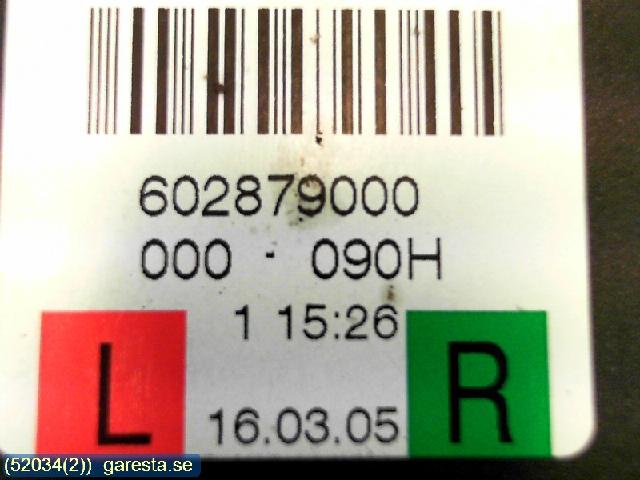 602879000
000 - 090H
1 15:26
L
R
16.03.05
(52034(2)) garesta.se